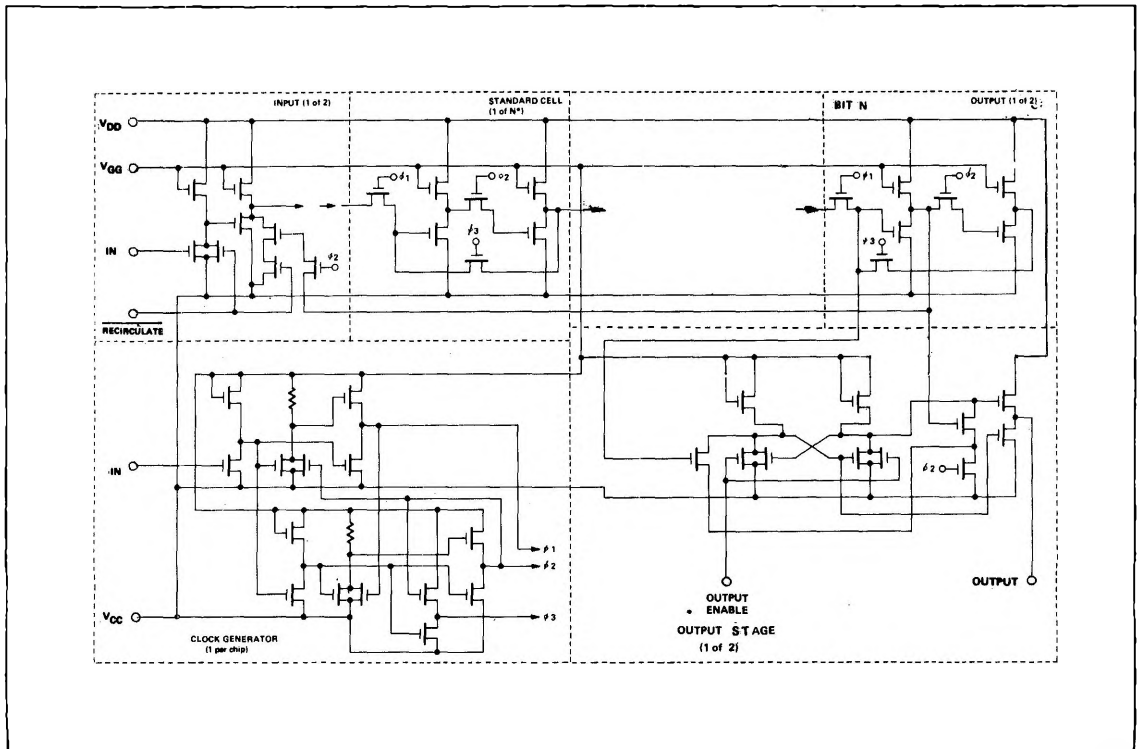 INPUT (1 of 2)
STANDARD CELL
(1 of N*)
BIT N
OUTPUT (1 of 2)
VDD
VGG
IN
RECIRCULATE
ϕ2
ϕ1
ϕ2
ϕ3
ϕ1
ϕ2
ϕ3
IN
VCC
CLOCK GENERATOR
(1 per chip)
ϕ1
ϕ2
ϕ3
ϕ2
OUTPUT
ENABLE
OUTPUT STAGE
(1 of 2)
OUTPUT